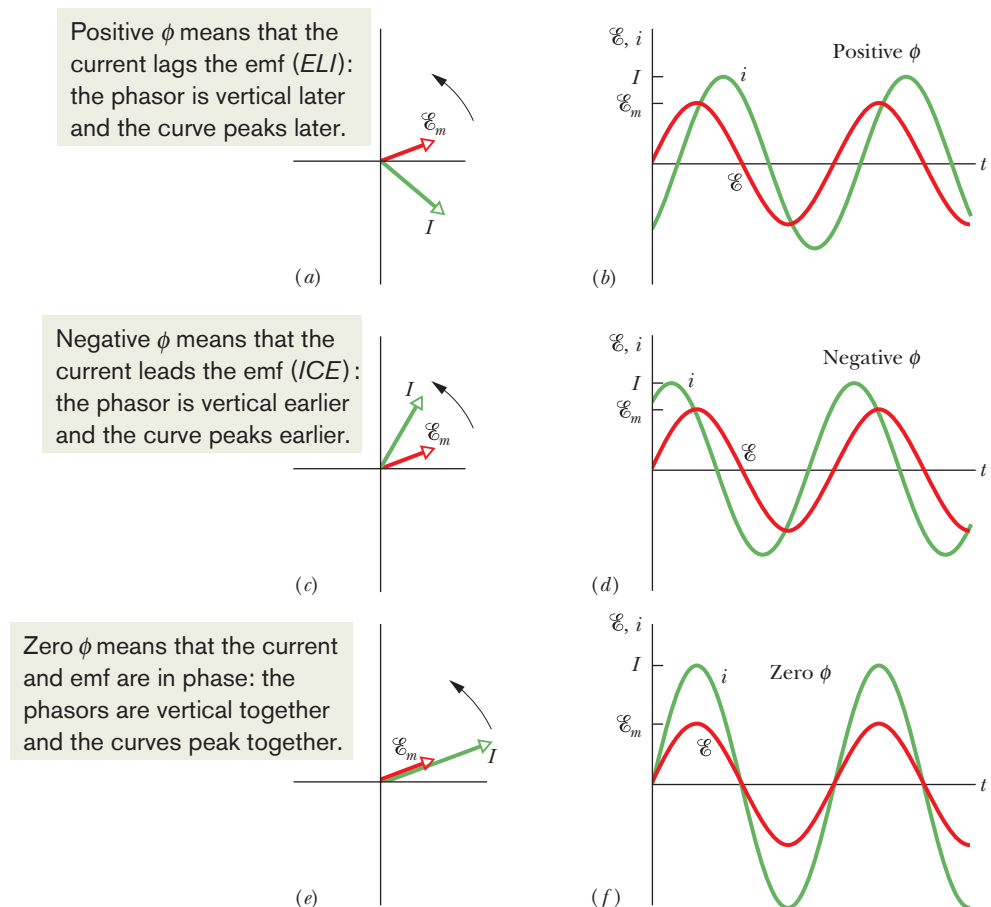 Positive ϕ means that the
current lags the emf (ELI):
the phasor is vertical later
and the curve peaks later.
ℰm
I
(a)
ℰ, i
Positive ϕ
I
i
ℰm
ℰ
t
(b)
Negative ϕ means that the
current leads the emf (ICE):
the phasor is vertical earlier
and the curve peaks earlier.
I
ℰm
(c)
ℰ, i
Negative ϕ
I
i
ℰm
ℰ
t
(d)
Zero ϕ means that the current
and emf are in phase: the
phasors are vertical together
and the curves peak together.
ℰm
I
(e)
ℰ, i
I
i
Zero ϕ
ℰm
ℰ
t
(f)